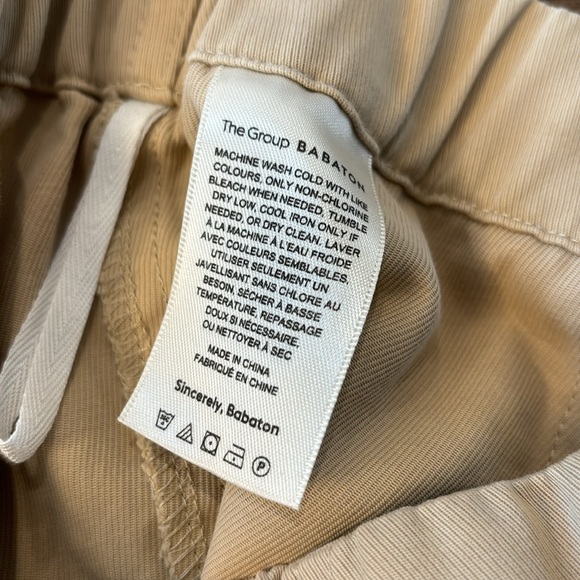 The Group BABATON
MACHINE WASH COLD WITH LIKE
COLOURS, ONLY NON-CHLORINE
BLEACH WHEN NEEDED, TUMBLE
DRY LOW, COOL IRON ONLY IF
NEEDED, OR DRY CLEAN. LAVER
À LA MACHINE À L'EAU FROIDE
AVEC COULEURS SEMBLABLES,
UTILISER SEULEMENT UN
JAVELLISANT SANS CHLORE AU
BESOIN, SÉCHER À BASSE
TEMPÉRATURE, REPASSAGE
DOUX SI NÉCESSAIRE,
OU NETTOYER À SEC
MADE IN CHINA
FABRIQUÉ EN CHINE
Sincerely, Babaton
P